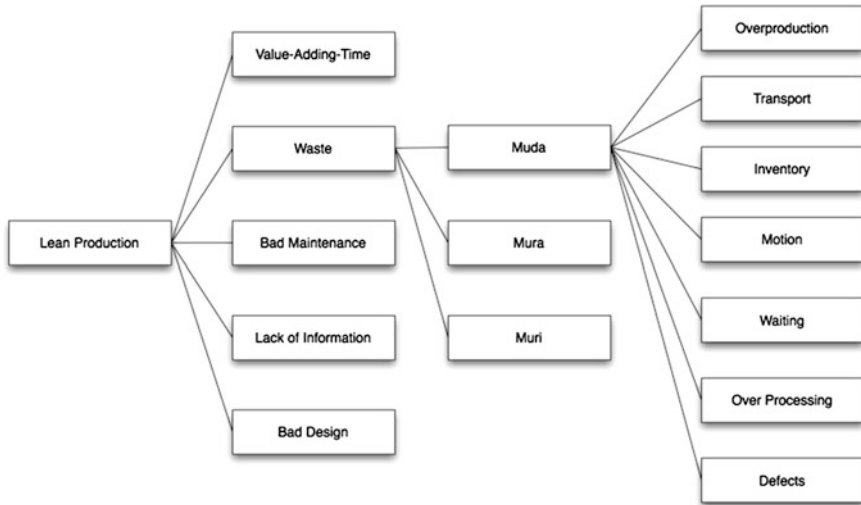 Lean Production
Value-Adding-Time
Waste
Bad Maintenance
Lack of Information
Bad Design
Muda
Mura
Muri
Overproduction
Transport
Inventory
Motion
Waiting
Over Processing
Defects